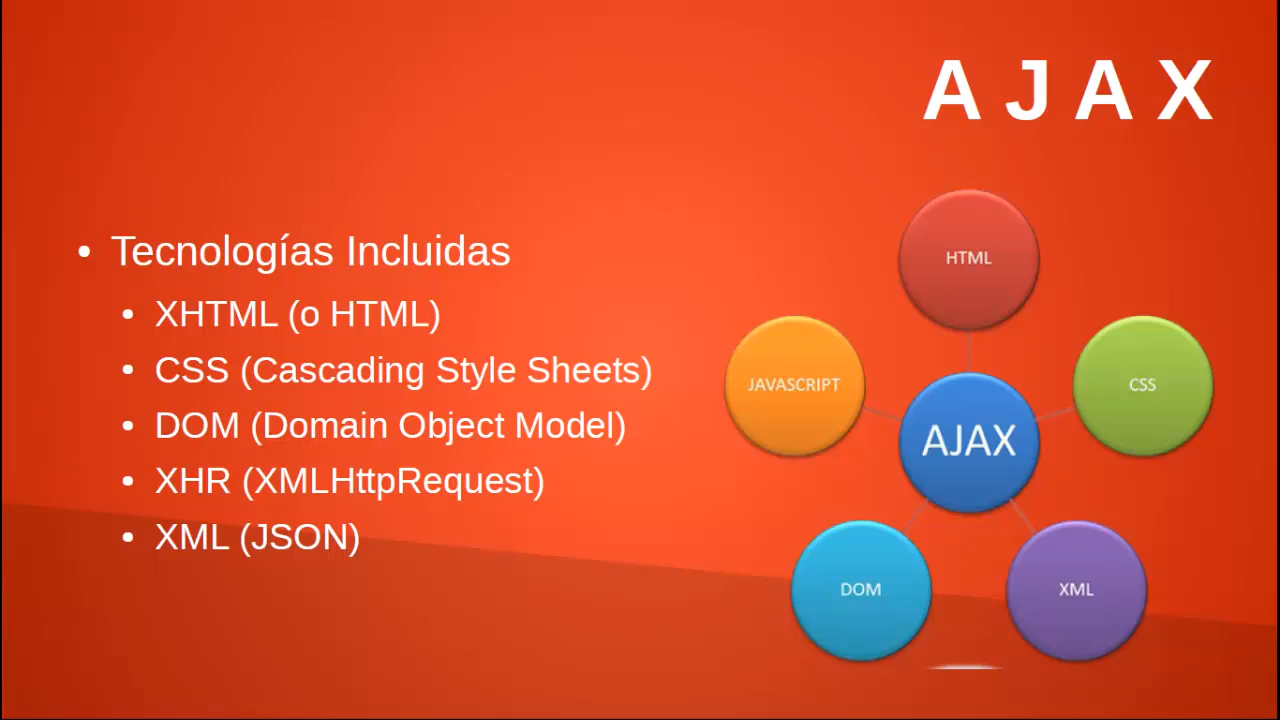 A J A X
• Tecnologías Incluidas
• XHTML (o HTML)
• CSS (Cascading Style Sheets)
• DOM (Domain Object Model)
• XHR (XMLHttpRequest)
• XML (JSON)
HTML
JAVASCRIPT
CSS
AJAX
DOM
XML